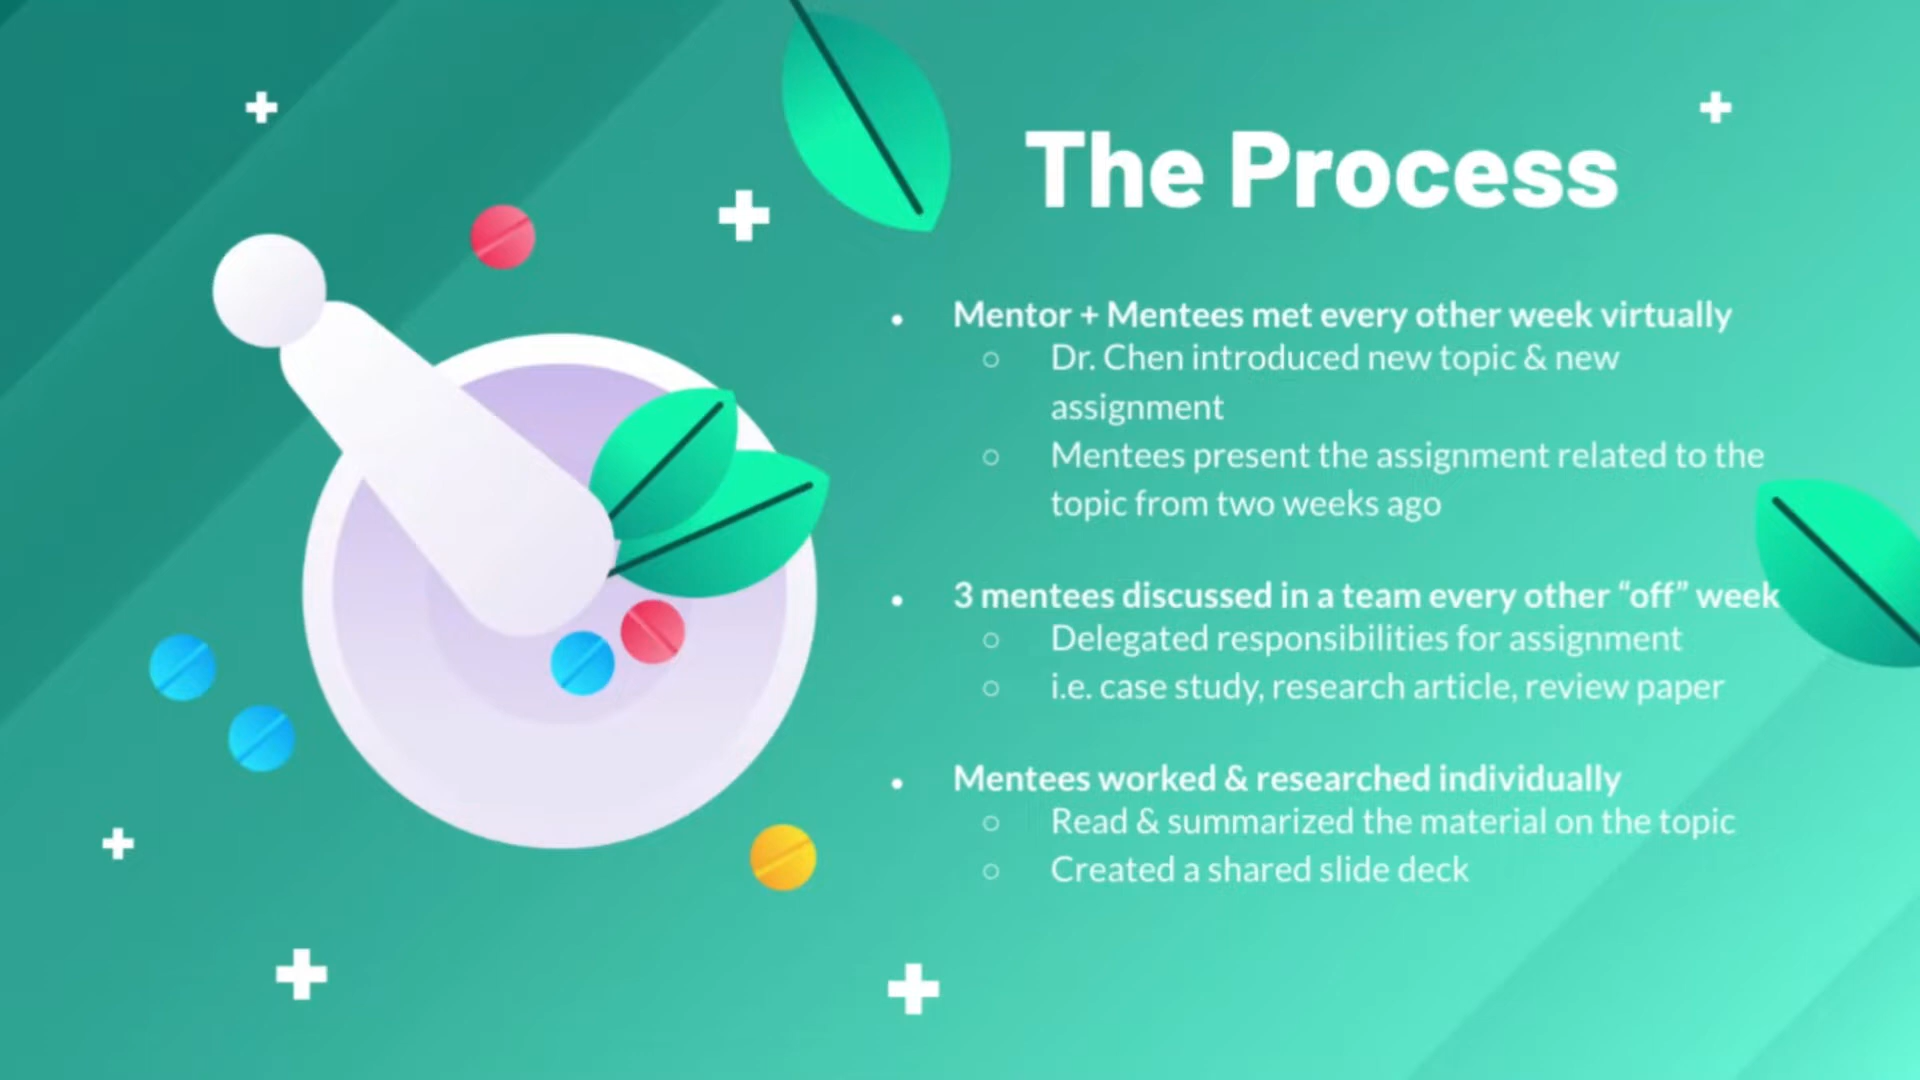 The Process
• Mentor + Mentees met every other week virtually
○ Dr. Chen introduced new topic & new
assignment
○ Mentees present the assignment related to the
topic from two weeks ago
• 3 mentees discussed in a team every other “off” week
○ Delegated responsibilities for assignment
○ i.e. case study, research article, review paper
• Mentees worked & researched individually
○ Read & summarized the material on the topic
○ Created a shared slide deck